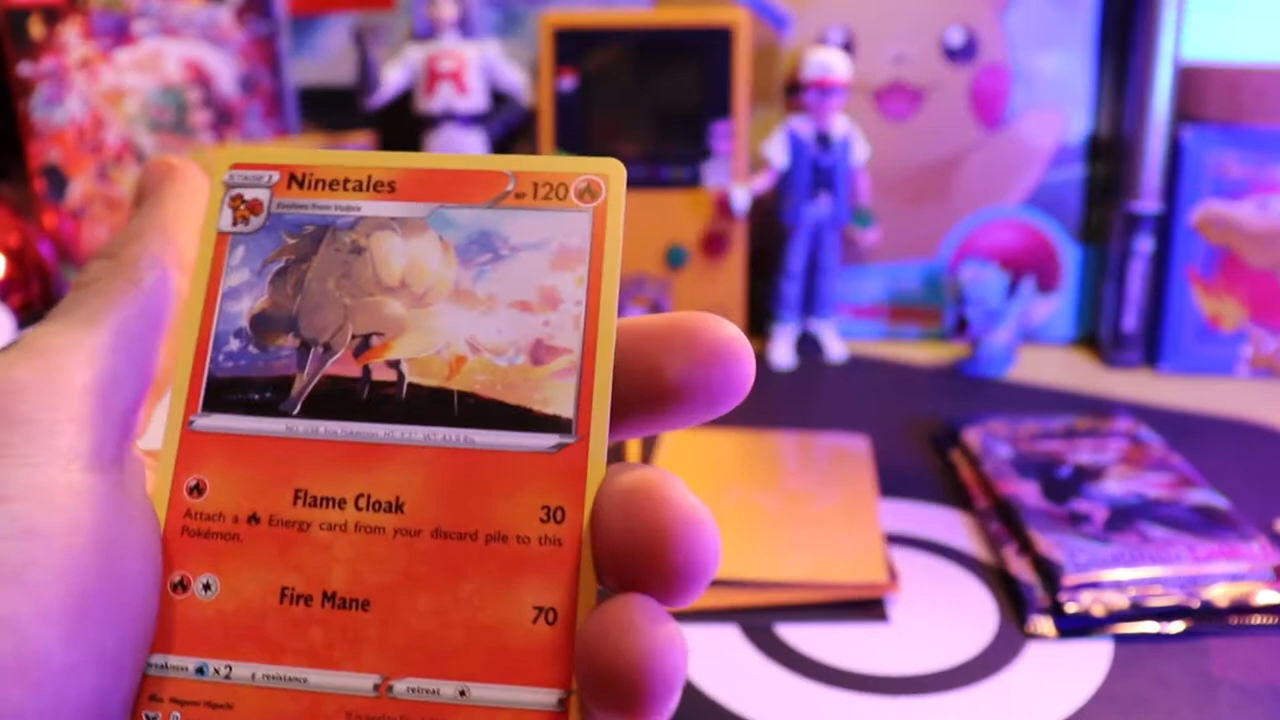 R
STAGE 1
Ninetales
HP 120
Evolves from Vulpix
Flame Cloak 30
Attach a Energy card from your discard pile to this
Pokémon.
Fire Mane 70
weakness x2 resistance retreat